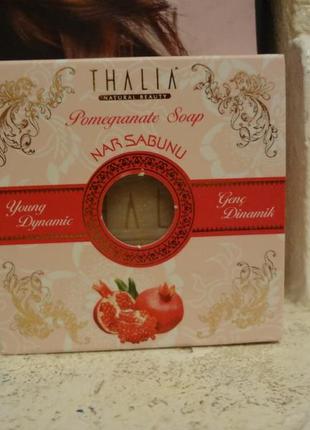 THALIA
NATURAL BEAUTY
Pomegranate Soap
NAR SABUNU
Young
Dynamic
Genç
Dinamik